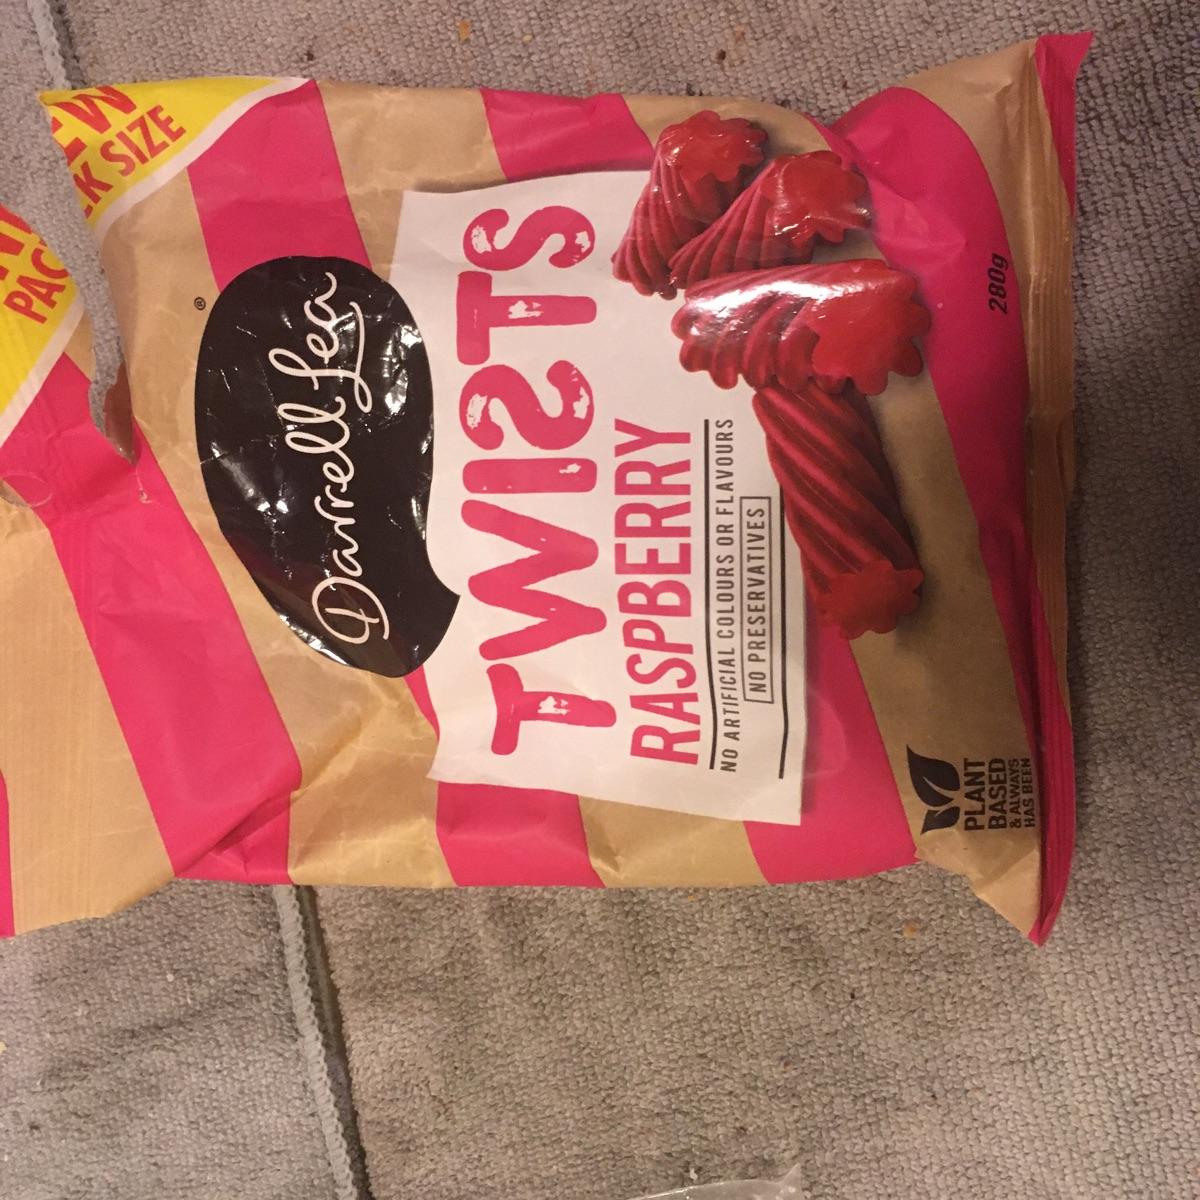 PACK SIZE
Darrell Lea
®
TWISTS
RASPBERRY
NO ARTIFICIAL COLOURS OR FLAVOURS
NO PRESERVATIVES
280g
PLANT
BASED
& ALWAYS
HAS BEEN